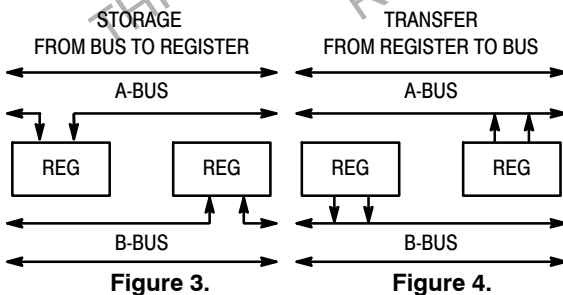 STORAGE
FROM BUS TO REGISTER
A-BUS
REG REG
B-BUS
Figure 3.
TRANSFER
FROM REGISTER TO BUS
A-BUS
REG REG
B-BUS
Figure 4.